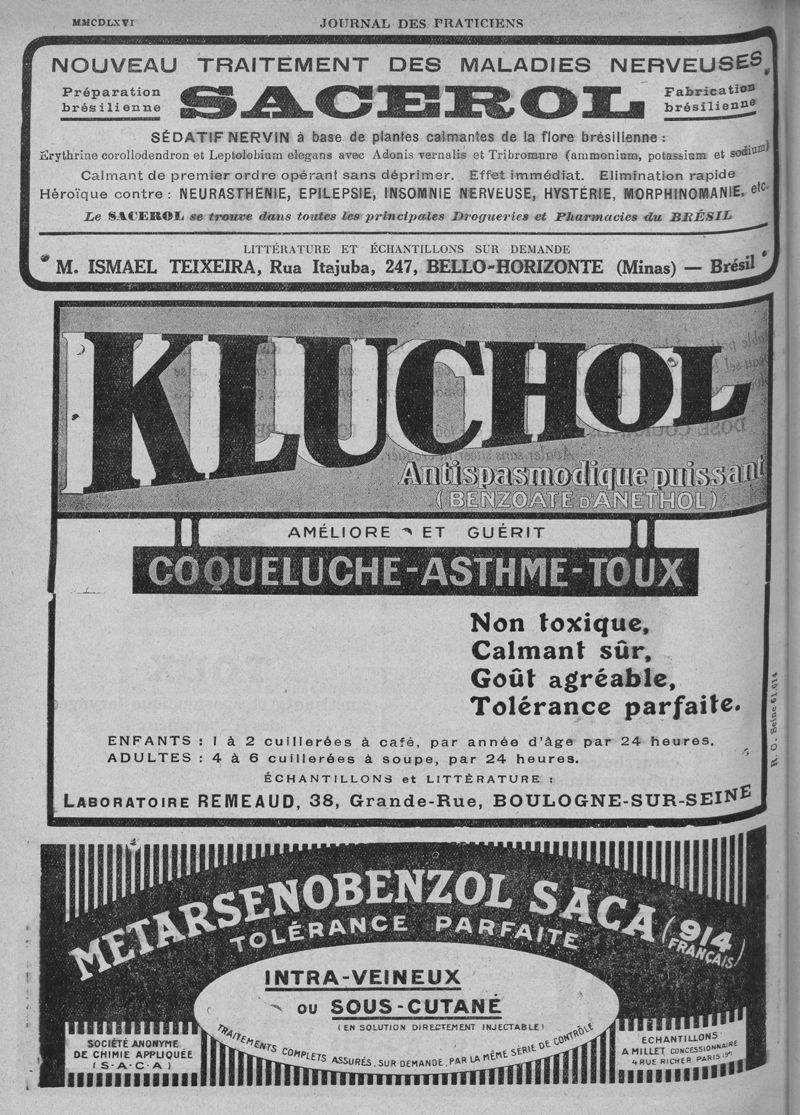 MMCDLXVI
JOURNAL DES PRATICIENS
NOUVEAU TRAITEMENT DES MALADIES NERVEUSES
Préparation brésilienne
SACEROL
Fabrication brésilienne
SÉDATIF NERVIN à base de plantes calmantes de la flore brésilienne :
Erythrine corollodendron et Leptolobium elegans avec Adonis vernalis et Tribromure (ammonium, potassium et sodium)
Calmant de premier ordre opérant sans déprimer. Effet immédiat. Elimination rapide
Héroïque contre : NEURASTHÉNIE, EPILEPSIE, INSOMNIE NERVEUSE, HYSTÉRIE, MORPHINOMANIE, etc.
Le SACEROL se trouve dans toutes les principales Drogueries et Pharmacies du BRÉSIL
LITTÉRATURE ET ÉCHANTILLONS SUR DEMANDE
M. ISMAEL TEIXEIRA, Rua Itajuba, 247, BELLO-HORIZONTE (Minas) — Brésil
KLUCHOL
Antispasmodique puissant
(BENZOATE D'ANETHOL)
AMÉLIORE ET GUÉRIT
COQUELUCHE-ASTHME-TOUX
Non toxique,
Calmant sûr,
Goût agréable,
Tolérance parfaite.
ENFANTS : 1 à 2 cuillerées à café, par année d'âge par 24 heures.
ADULTES : 4 à 6 cuillerées à soupe, par 24 heures.
ÉCHANTILLONS et LITTÉRATURE :
LABORATOIRE REMEAUD, 38, Grande-Rue, BOULOGNE-SUR-SEINE
R. C. Seine 51.014
METARSENOBENZOL SACA (914 FRANÇAIS)
TOLÉRANCE PARFAITE
INTRA-VEINEUX
OU SOUS-CUTANÉ
(EN SOLUTION DIRECTEMENT INJECTABLE)
TRAITEMENTS COMPLETS ASSURÉS, SUR DEMANDE, PAR LA MÊME SÉRIE DE CONTRÔLE
SOCIÉTÉ ANONYME
DE CHIMIE APPLIQUÉE
(S·A·C·A)
ECHANTILLONS
A MILLET CONCESSIONNAIRE
4 RUE RICHER PARIS